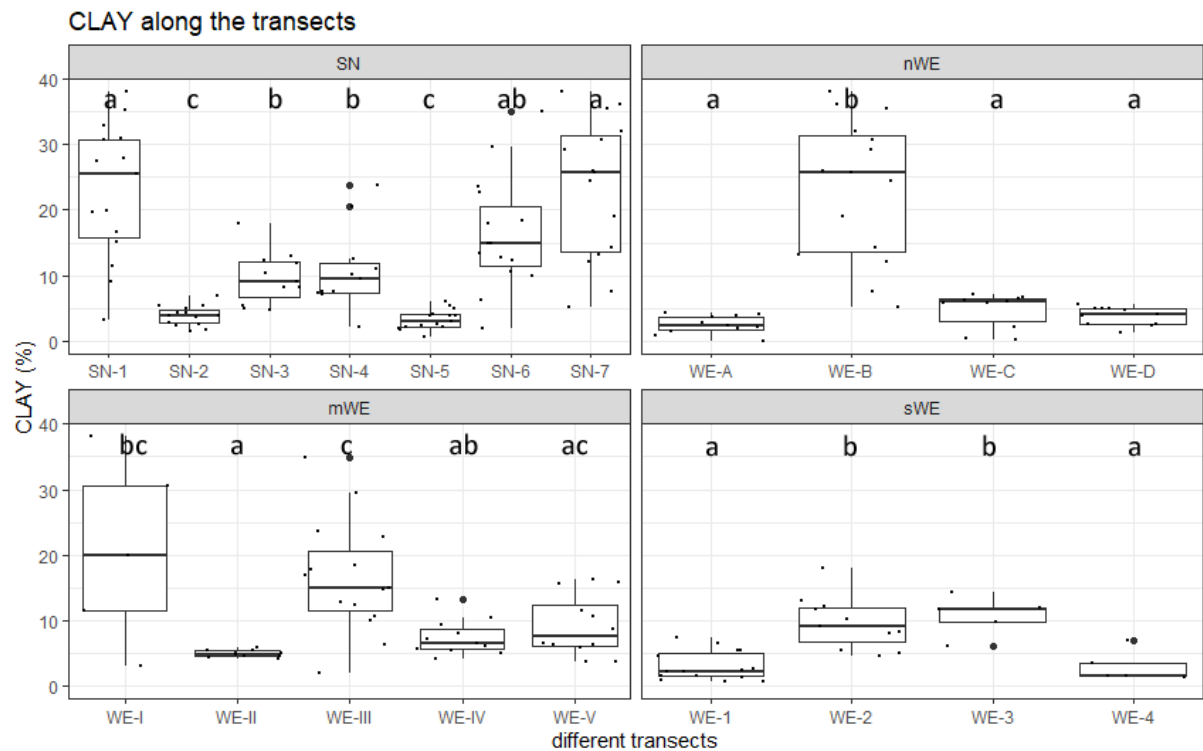 CLAY along the transects
SN
nWE
40
30
20
10
0
a c b b c ab a
a b a a
SN-1 SN-2 SN-3 SN-4 SN-5 SN-6 SN-7
WE-A WE-B WE-C WE-D
CLAY (%)
mWE
sWE
40
30
20
10
0
bc a c ab ac
a b b a
WE-I WE-II WE-III WE-IV WE-V
WE-1 WE-2 WE-3 WE-4
different transects